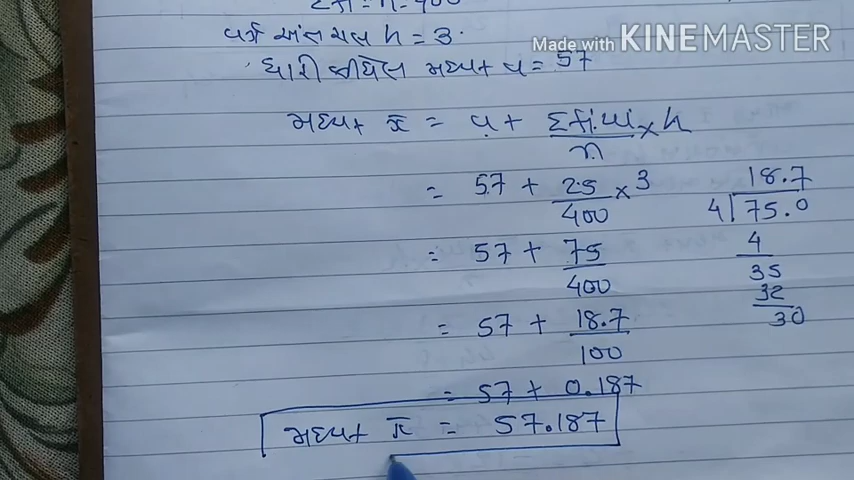 Σfi = n = 400
વર્ગ અંતરાલ h = 3.
ધારી લીધેલ મધ્યક a = 57
Made with KINEMASTER
મધ્યક x̄ = a + Σfiui/n × h
= 57 + 25/400 × 3
= 57 + 75/400
= 57 + 18.7/100
= 57 + 0.187
મધ્યક x̄ = 57.187
18.7
4 75.0
4
35
32
30